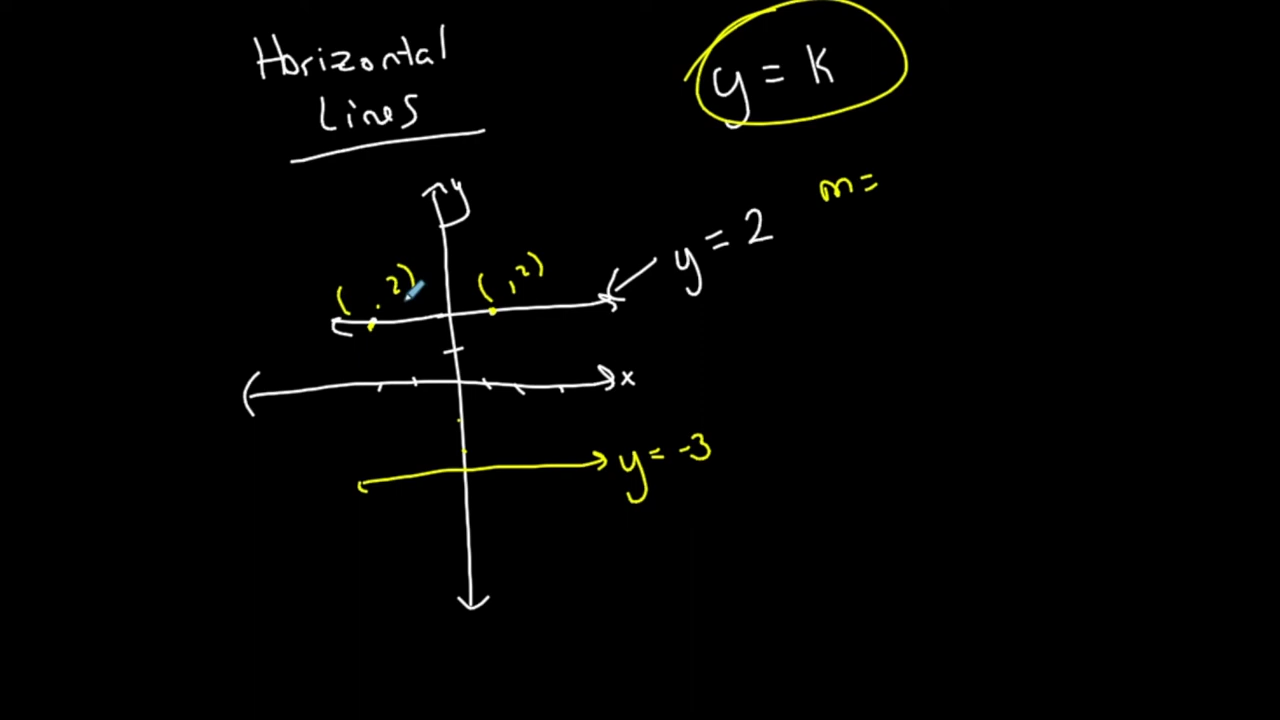 Horizontal
Lines
y = k
m =
y
y = 2
( , 2)
( , 2)
x
y = -3